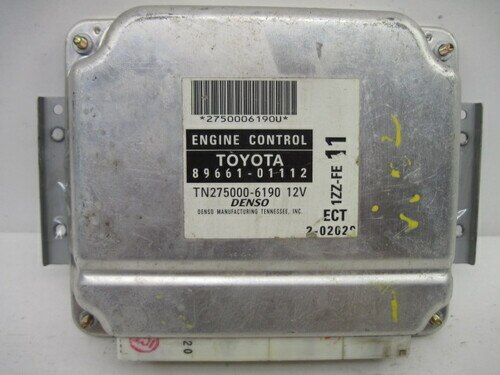 *2750006190U*
ENGINE CONTROL
TOYOTA
89661-01112
TN275000-6190 12V
DENSO
DENSO MANUFACTURING TENNESSEE, INC.
1ZZ-FE 11
ECT
20